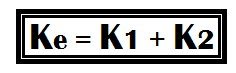 Ke = K1 + K2